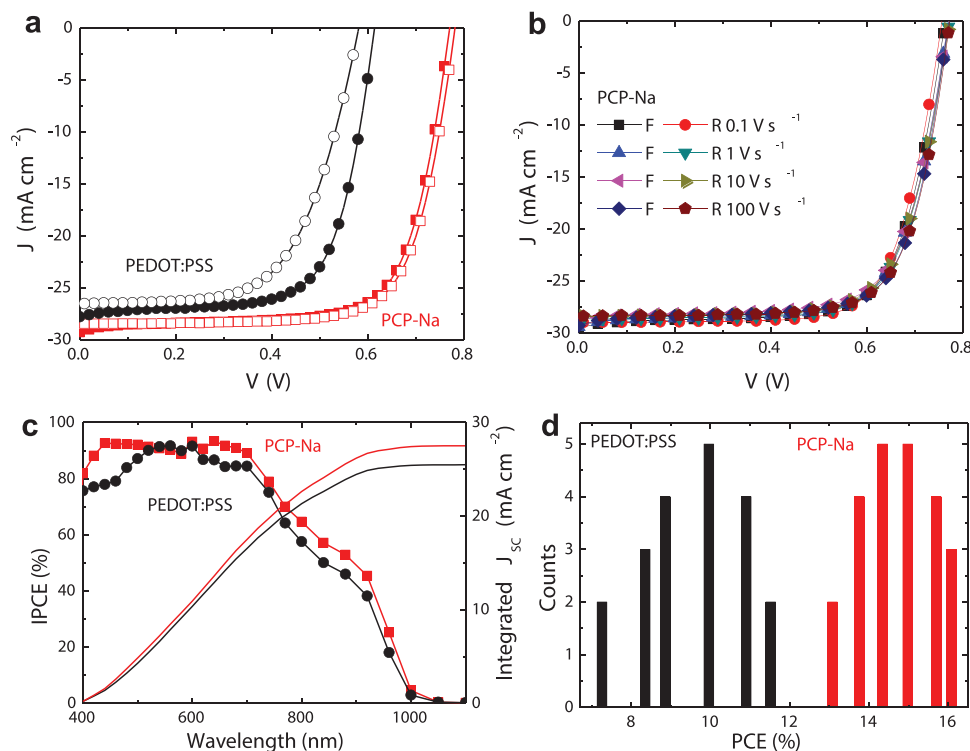 a
0
-5
-10
-15
-20
-25
-30
J (mA cm⁻²)
PEDOT:PSS
PCP-Na
0.0 0.2 0.4 0.6 0.8
V (V)
b
0
-5
-10
-15
-20
-25
-30
J (mA cm⁻²)
PCP-Na
F R 0.1 V s⁻¹
F R 1 V s⁻¹
F R 10 V s⁻¹
F R 100 V s⁻¹
0.0 0.2 0.4 0.6 0.8
V (V)
c
100
80
60
40
20
0
IPCE (%)
PCP-Na
PEDOT:PSS
30
20
10
0
Integrated J_SC (mA cm⁻²)
400 600 800 1000
Wavelength (nm)
d
5
4
3
2
1
0
Counts
PEDOT:PSS PCP-Na
8 10 12 14 16
PCE (%)